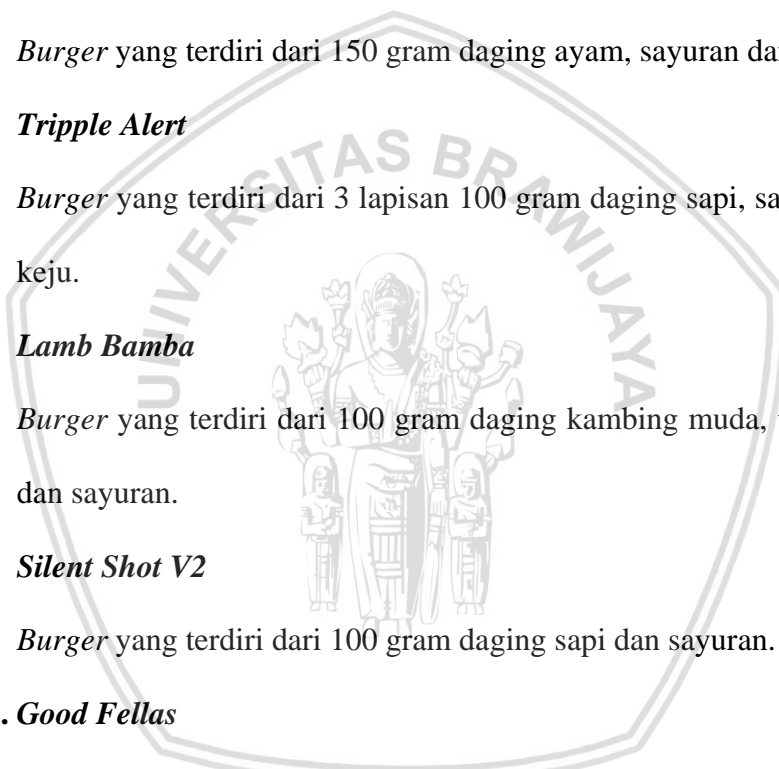 Burger yang terdiri dari 150 gram daging ayam, sayuran
Tripple Alert
Burger yang terdiri dari 3 lapisan 100 gram daging sapi,
keju.
Lamb Bamba
Burger yang terdiri dari 100 gram daging kambing muda,
dan sayuran.
Silent Shot V2
Burger yang terdiri dari 100 gram daging sapi dan sayuran.
. Good Fellas
UNIVERSITAS BRAWIJAYA